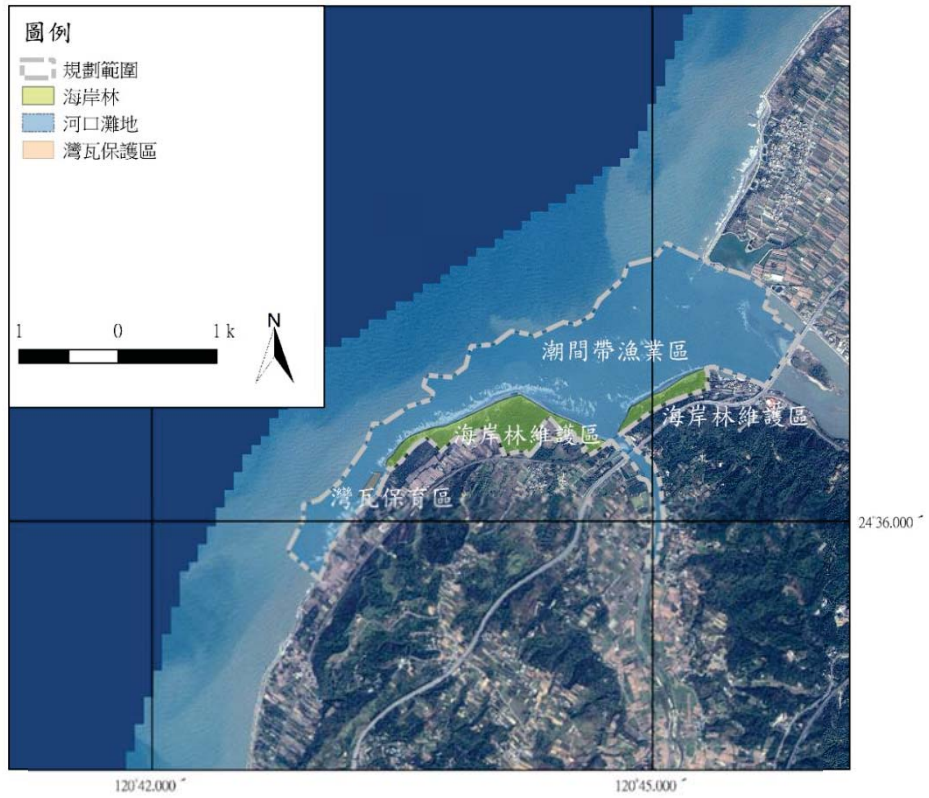 圖例
規劃範圍
海岸林
河口灘地
灣瓦保護區
1 0 1 k
N
潮間帶漁業區
海岸林維護區
海岸林維護區
灣瓦保育區
24°36.000´
120°42.000´ 120°45.000´